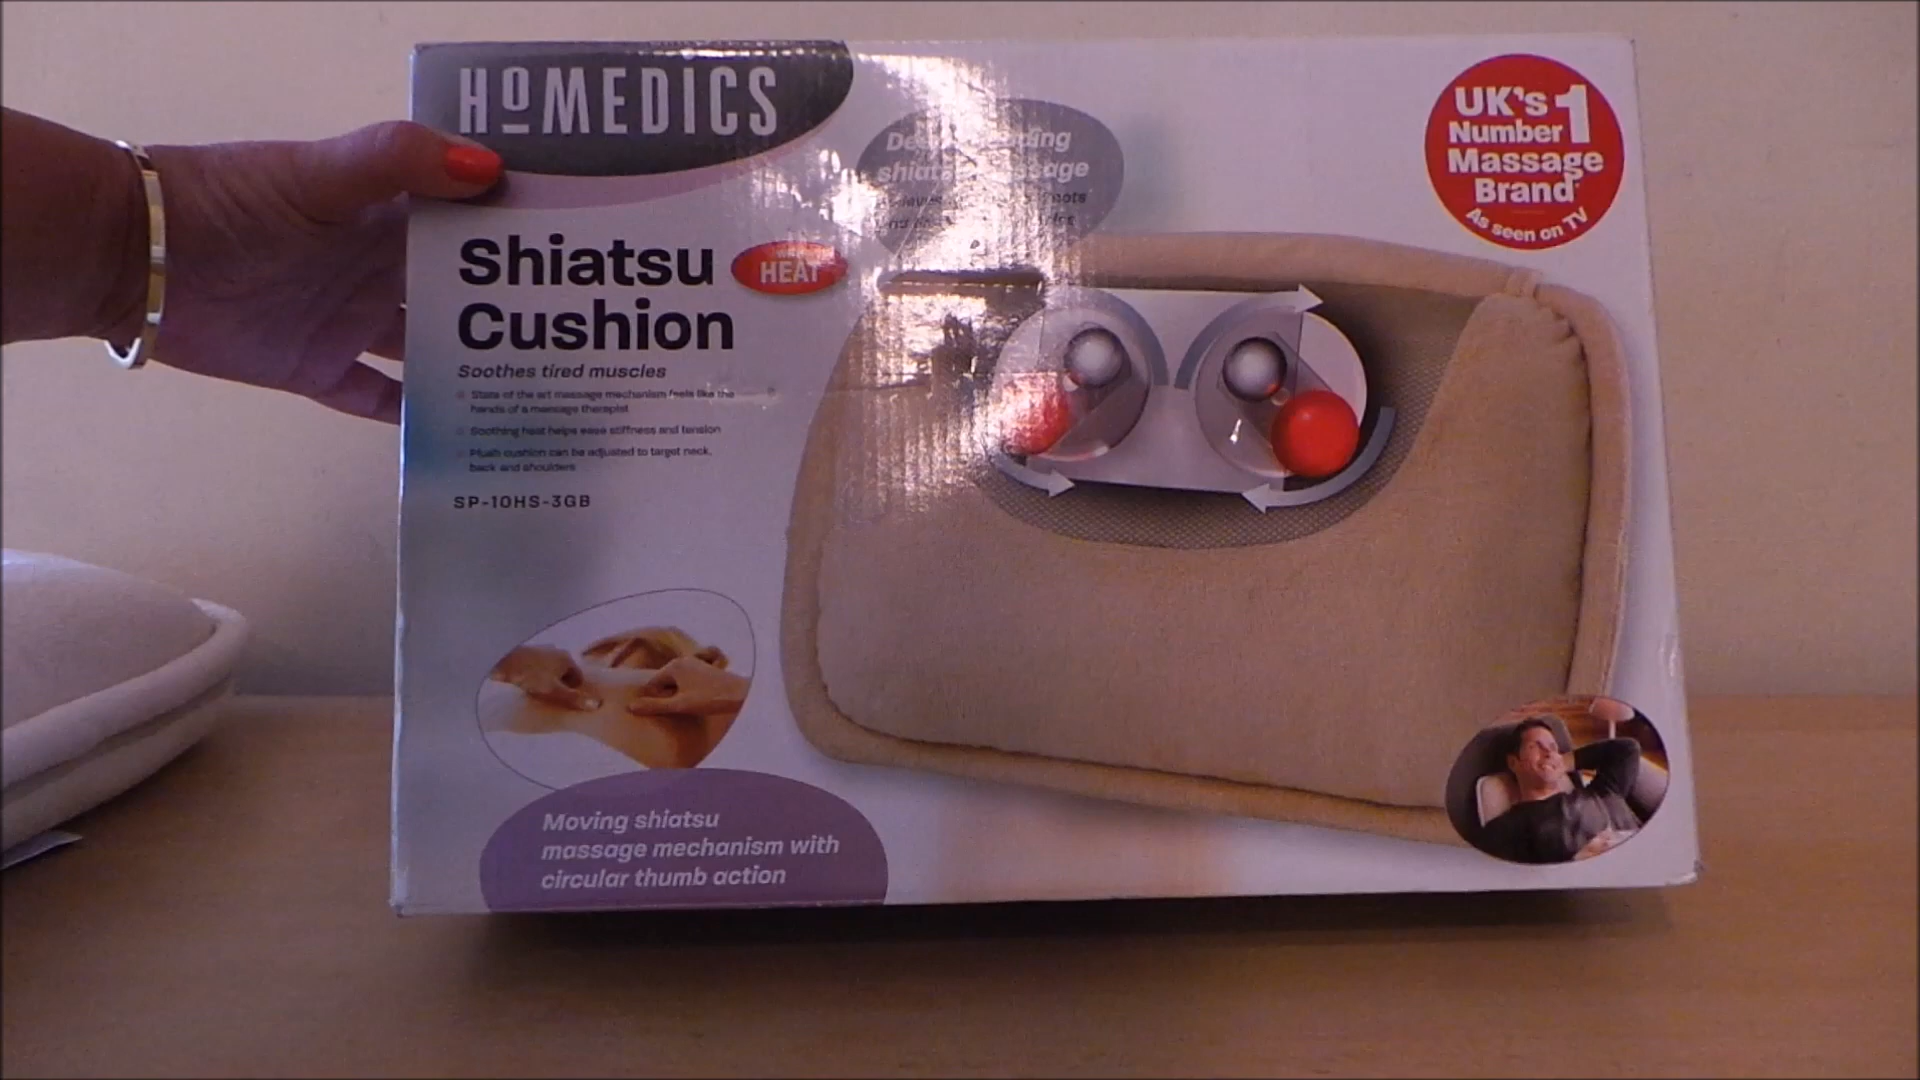 HoMEDICS
UK's
Number 1
Massage
Brand
As seen on TV
shiatsu massage
Shiatsu
Cushion
with
HEAT
Soothes tired muscles
State of the art massage mechanism feels like the
hands of a massage therapist
Soothing heat helps ease stiffness and tension
Plush cushion can be adjusted to target neck,
back and shoulders
SP-10HS-3GB
Moving shiatsu
massage mechanism with
circular thumb action